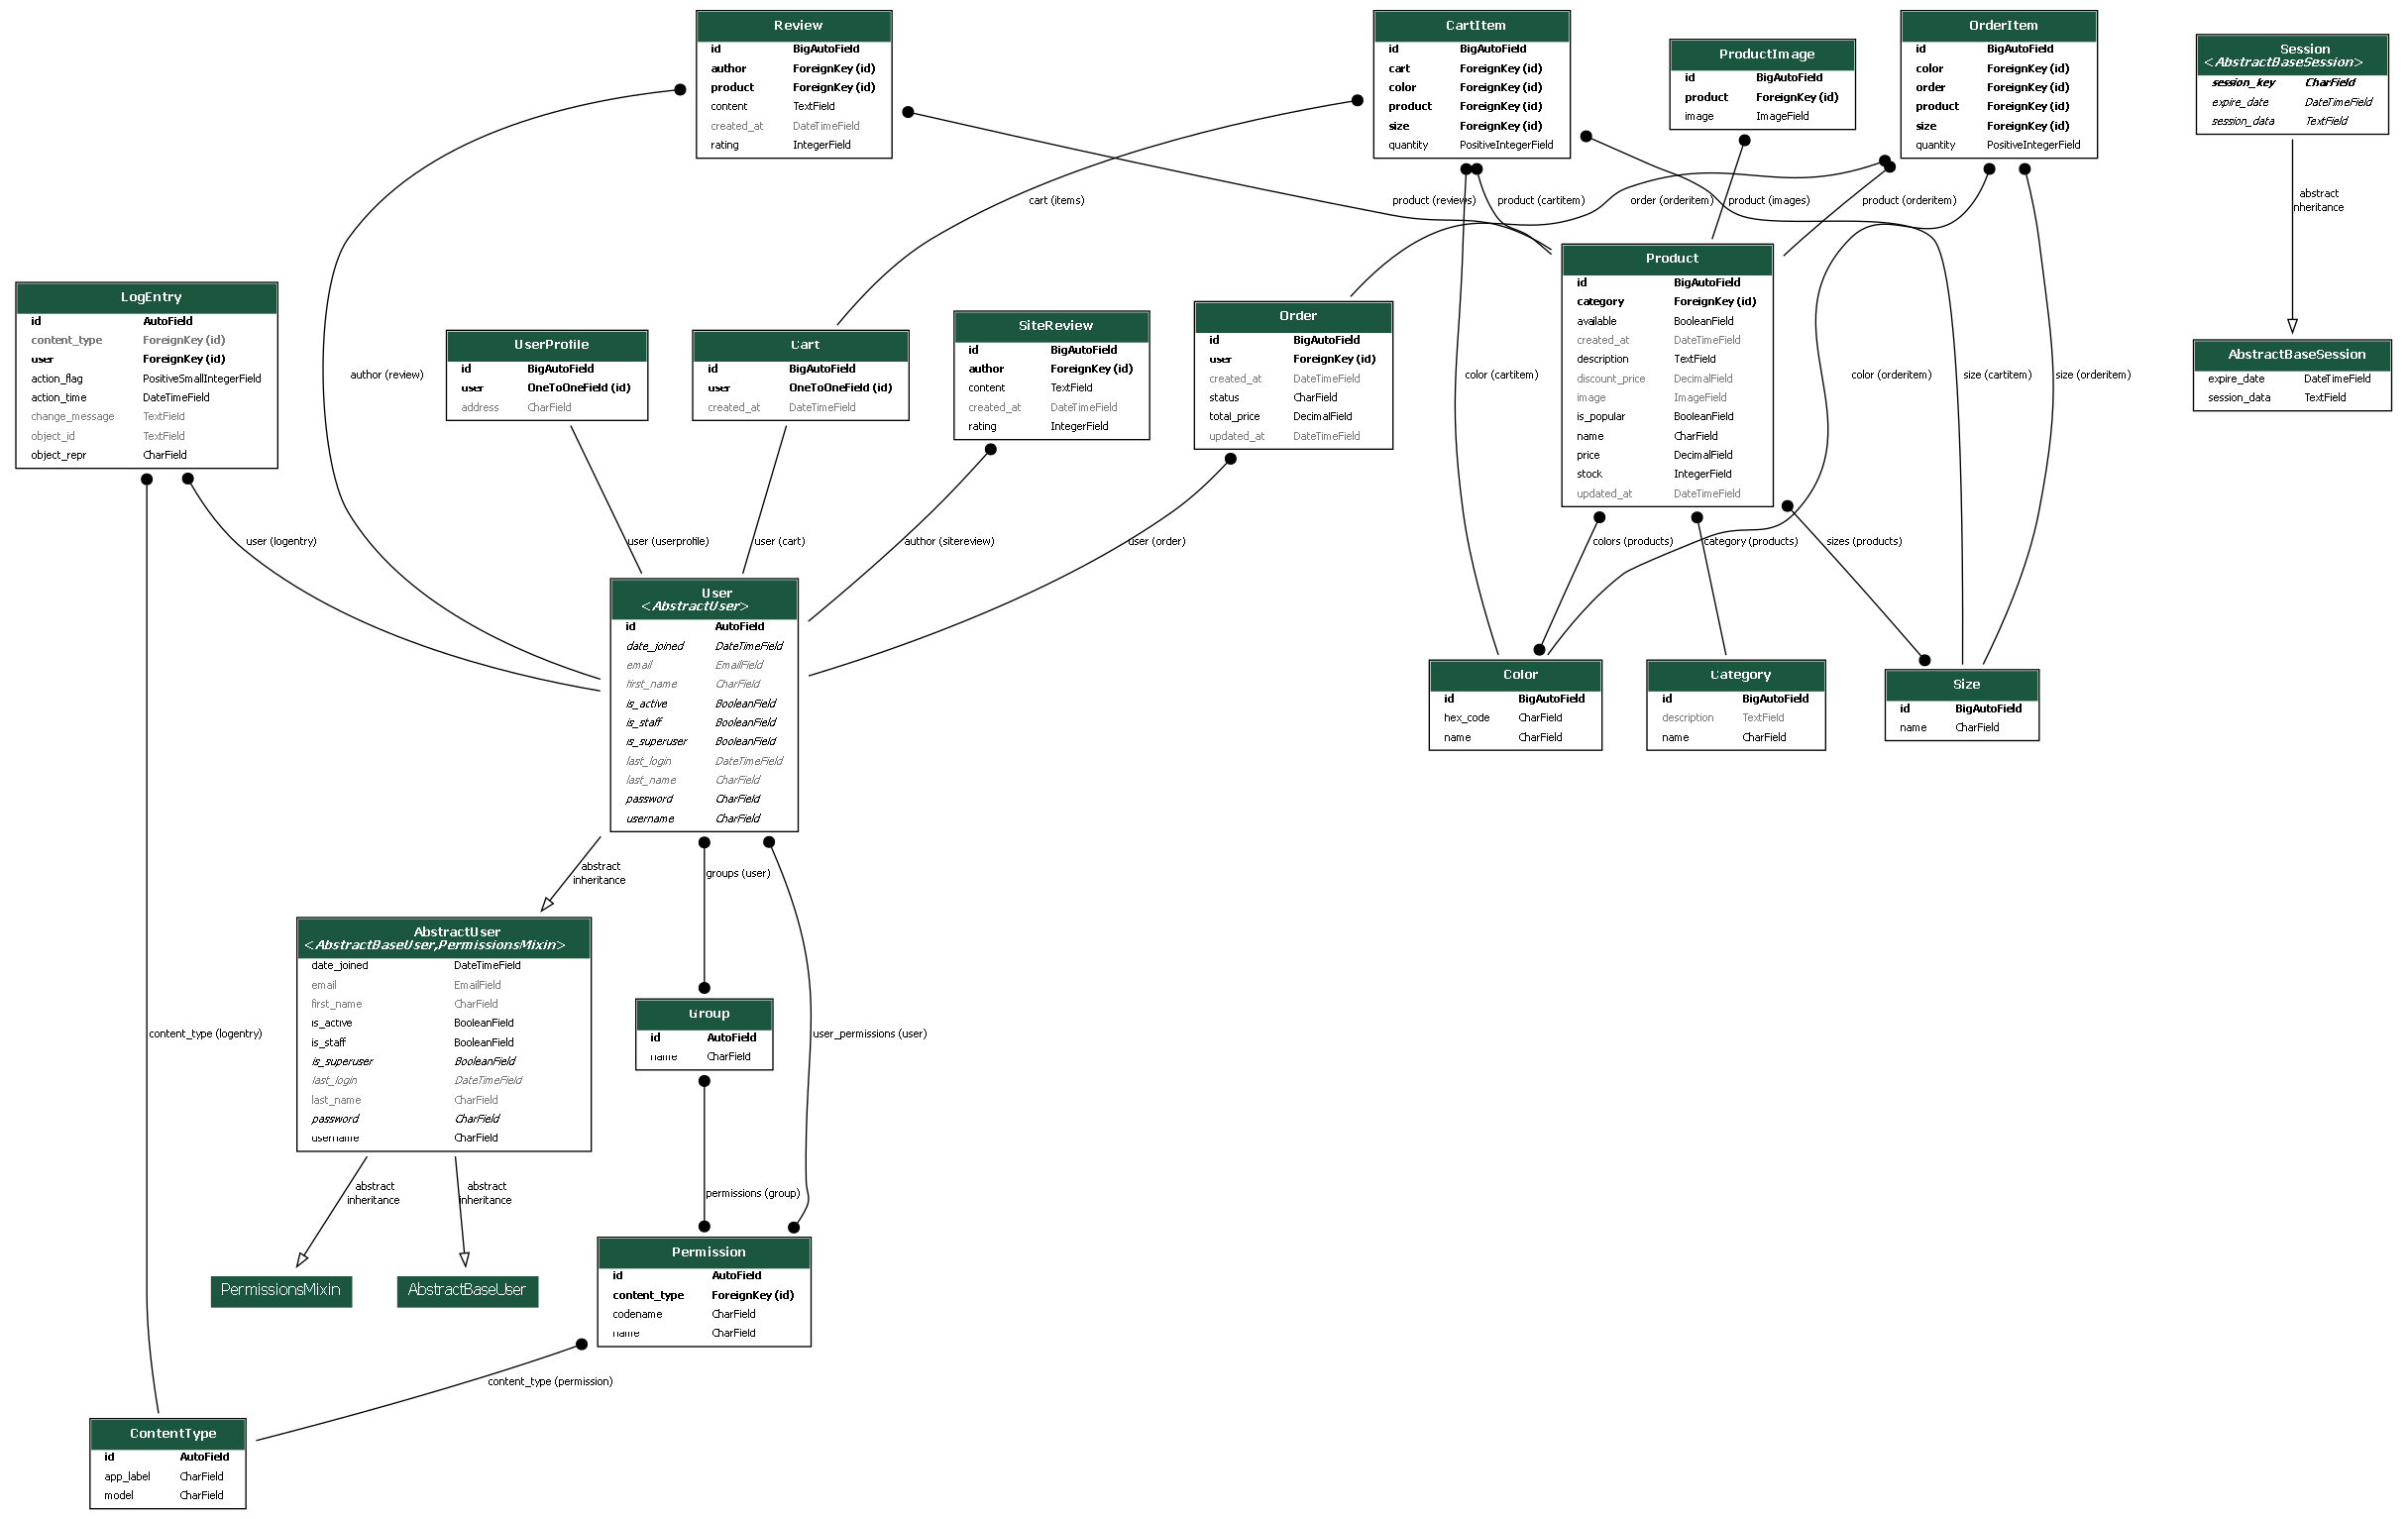 Review
id BigAutoField
author ForeignKey (id)
product ForeignKey (id)
content TextField
created_at DateTimeField
rating IntegerField
CartItem
id BigAutoField
cart ForeignKey (id)
color ForeignKey (id)
product ForeignKey (id)
size ForeignKey (id)
quantity PositiveIntegerField
ProductImage
id BigAutoField
product ForeignKey (id)
image ImageField
OrderItem
id BigAutoField
color ForeignKey (id)
order ForeignKey (id)
product ForeignKey (id)
size ForeignKey (id)
quantity PositiveIntegerField
Session
<AbstractBaseSession>
session_key CharField
expire_date DateTimeField
session_data TextField
cart (items)
product (reviews)
product (cartitem)
order (orderitem)
product (images)
product (orderitem)
abstract
inheritance
LogEntry
id AutoField
content_type ForeignKey (id)
user ForeignKey (id)
action_flag PositiveSmallIntegerField
action_time DateTimeField
change_message TextField
object_id TextField
object_repr CharField
author (review)
UserProfile
id BigAutoField
user OneToOneField (id)
address CharField
Cart
id BigAutoField
user OneToOneField (id)
created_at DateTimeField
SiteReview
id BigAutoField
author ForeignKey (id)
content TextField
created_at DateTimeField
rating IntegerField
Order
id BigAutoField
user ForeignKey (id)
created_at DateTimeField
status CharField
total_price DecimalField
updated_at DateTimeField
color (cartitem)
Product
id BigAutoField
category ForeignKey (id)
available BooleanField
created_at DateTimeField
description TextField
discount_price DecimalField
image ImageField
is_popular BooleanField
name CharField
price DecimalField
stock IntegerField
updated_at DateTimeField
color (orderitem)
size (cartitem)
size (orderitem)
AbstractBaseSession
expire_date DateTimeField
session_data TextField
user (logentry)
user (userprofile)
user (cart)
author (sitereview)
user (order)
colors (products)
category (products)
sizes (products)
User
<AbstractUser>
id AutoField
date_joined DateTimeField
email EmailField
first_name CharField
is_active BooleanField
is_staff BooleanField
is_superuser BooleanField
last_login DateTimeField
last_name CharField
password CharField
username CharField
Color
id BigAutoField
hex_code CharField
name CharField
Category
id BigAutoField
description TextField
name CharField
Size
id BigAutoField
name CharField
abstract
inheritance
groups (user)
AbstractUser
<AbstractBaseUser,PermissionsMixin>
date_joined DateTimeField
email EmailField
first_name CharField
is_active BooleanField
is_staff BooleanField
is_superuser BooleanField
last_login DateTimeField
last_name CharField
password CharField
username CharField
content_type (logentry)
Group
id AutoField
name CharField
user_permissions (user)
abstract
inheritance
abstract
inheritance
permissions (group)
PermissionsMixin
AbstractBaseUser
Permission
id AutoField
content_type ForeignKey (id)
codename CharField
name CharField
content_type (permission)
ContentType
id AutoField
app_label CharField
model CharField